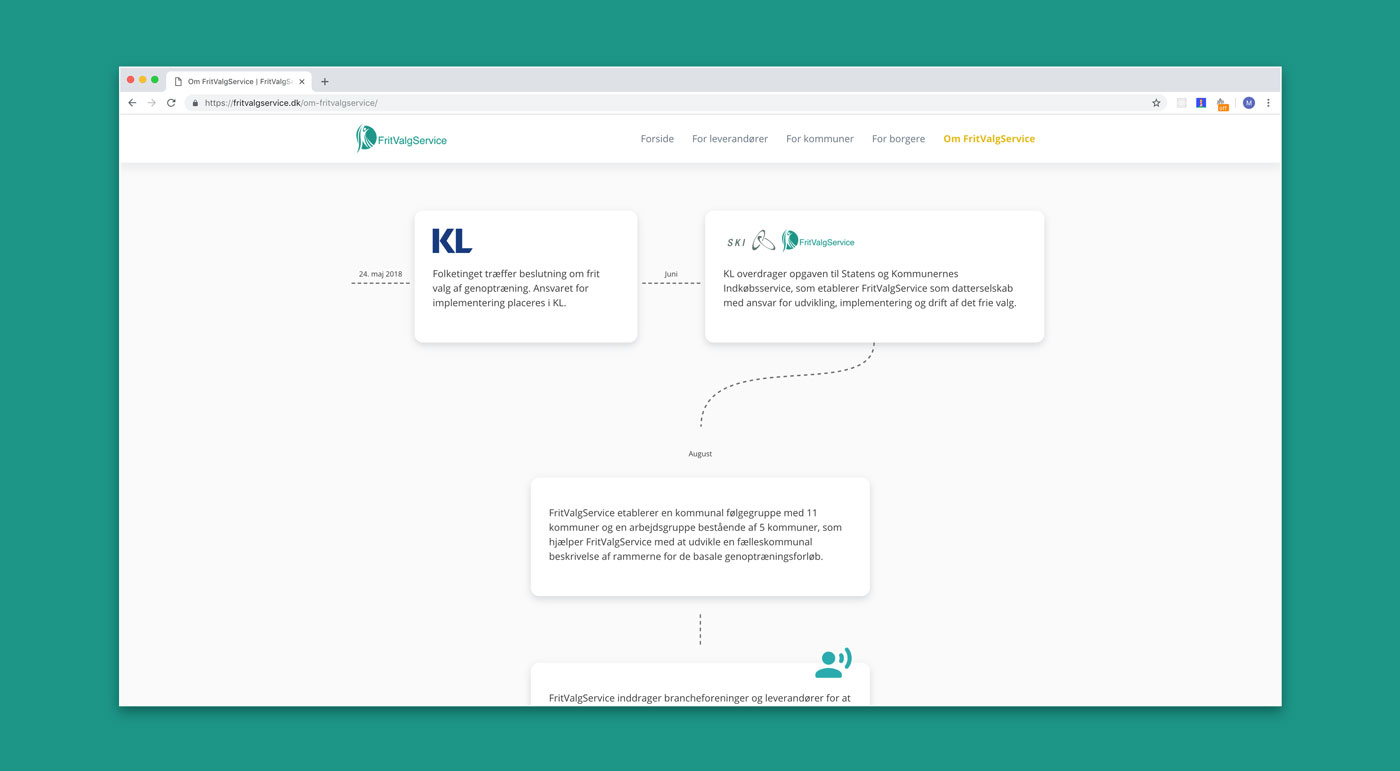 Om FritValgService | FritValgS
https://fritvalgservice.dk/om-fritvalgservice/
M
FritValgService
Forside
For leverandører
For kommuner
For borgere
Om FritValgService
24. maj 2018
KL
Folketinget træffer beslutning om frit
valg af genoptræning. Ansvaret for
implementering placeres i KL.
Juni
SKI
FritValgService
KL overdrager opgaven til Statens og Kommunernes
Indkøbsservice, som etablerer FritValgService som datterselskab
med ansvar for udvikling, implementering og drift af det frie valg.
August
FritValgService etablerer en kommunal følgegruppe med 11
kommuner og en arbejdsgruppe bestående af 5 kommuner, som
hjælper FritValgService med at udvikle en fælleskommunal
beskrivelse af rammerne for de basale genoptræningsforløb.
FritValgService inddrager brancheforeninger og leverandører for at